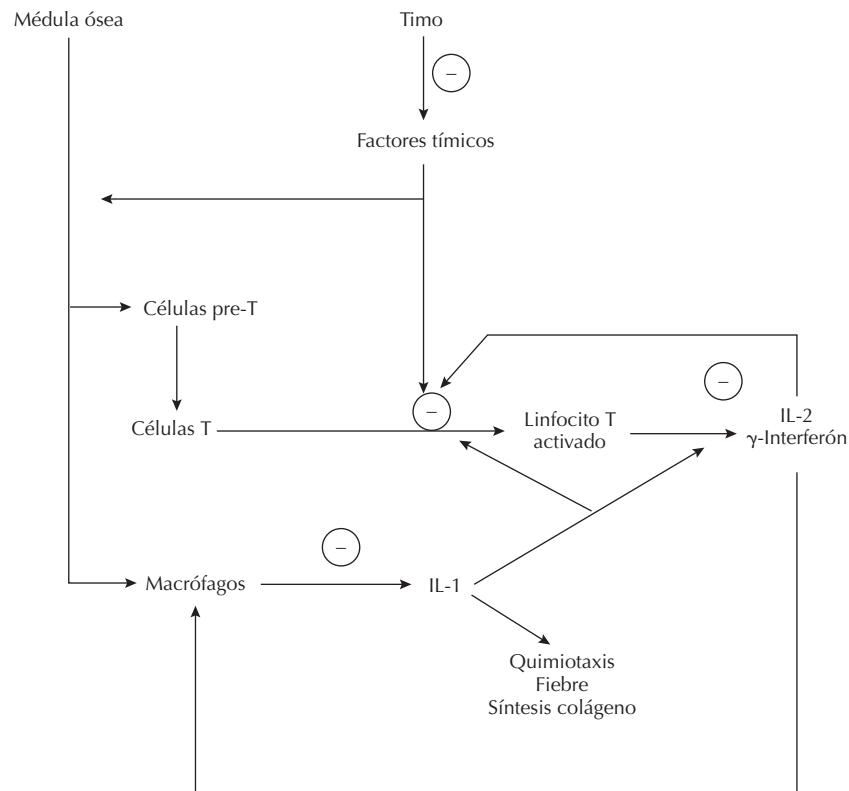 Médula ósea
Timo
−
Factores tímicos
Células pre-T
−
−
IL-2
γ-Interferón
Células T
Linfocito T
activado
−
Macrófagos
IL-1
Quimiotaxis
Fiebre
Síntesis colágeno